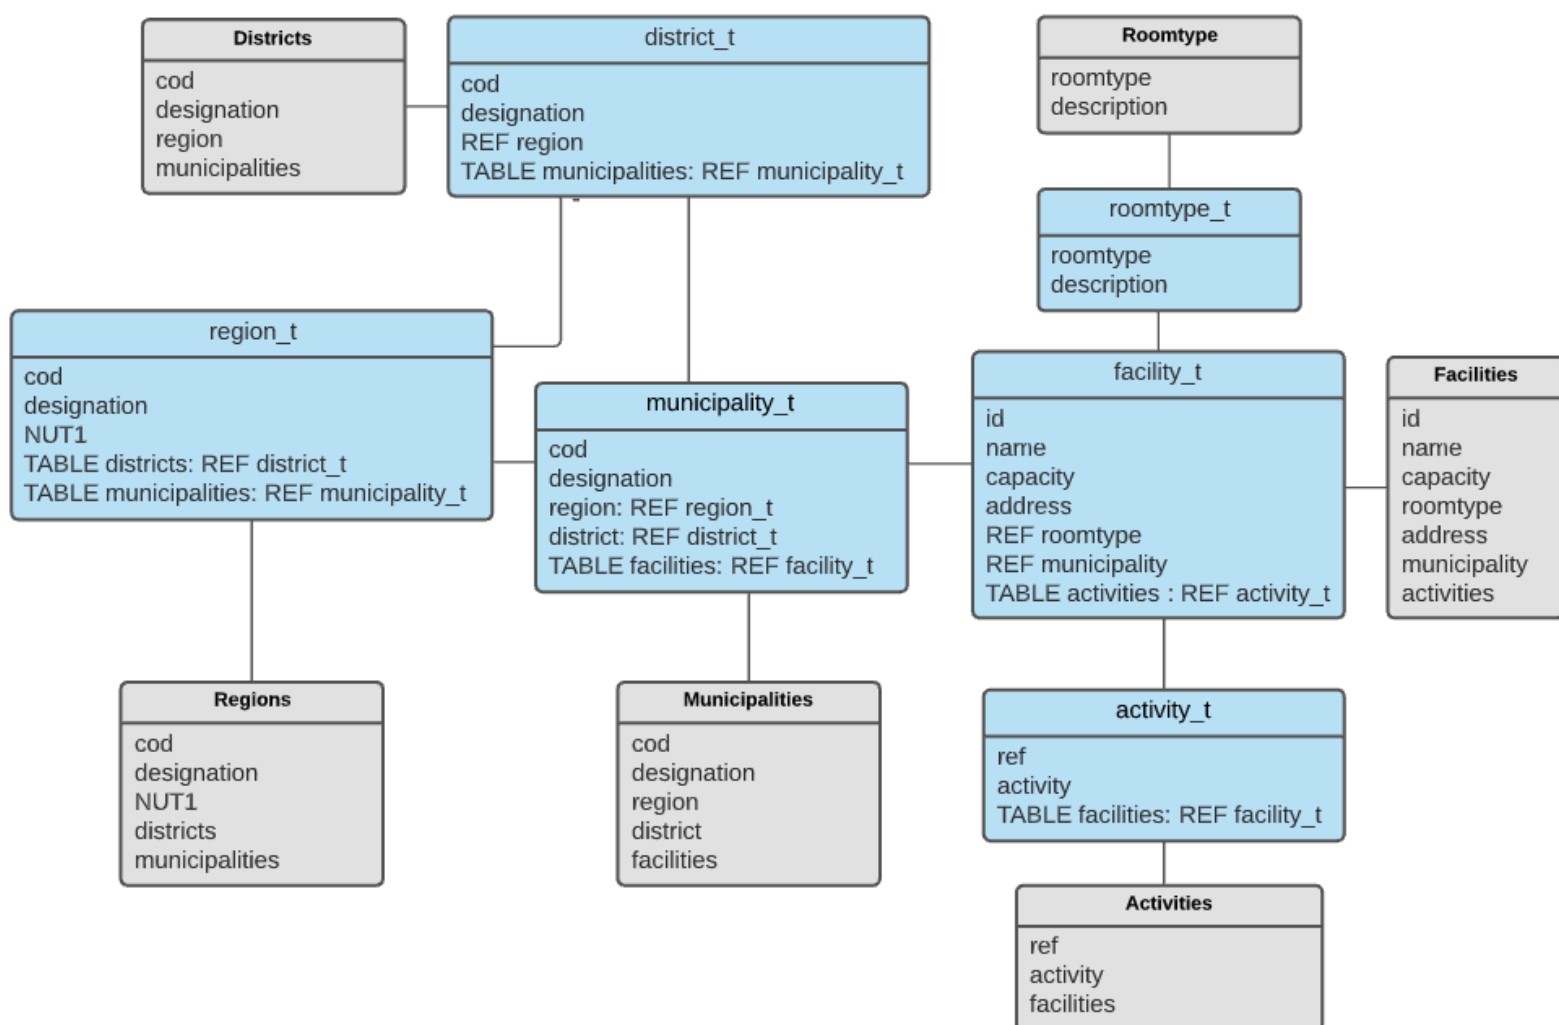 Districts
cod
designation
region
municipalities
district_t
cod
designation
REF region
TABLE municipalities: REF municipality_t
Roomtype
roomtype
description
roomtype_t
roomtype
description
region_t
cod
designation
NUT1
TABLE districts: REF district_t
TABLE municipalities: REF municipality_t
municipality_t
cod
designation
region: REF region_t
district: REF district_t
TABLE facilities: REF facility_t
facility_t
id
name
capacity
address
REF roomtype
REF municipality
TABLE activities : REF activity_t
Facilities
id
name
capacity
roomtype
address
municipality
activities
Regions
cod
designation
NUT1
districts
municipalities
Municipalities
cod
designation
region
district
facilities
activity_t
ref
activity
TABLE facilities: REF facility_t
Activities
ref
activity
facilities